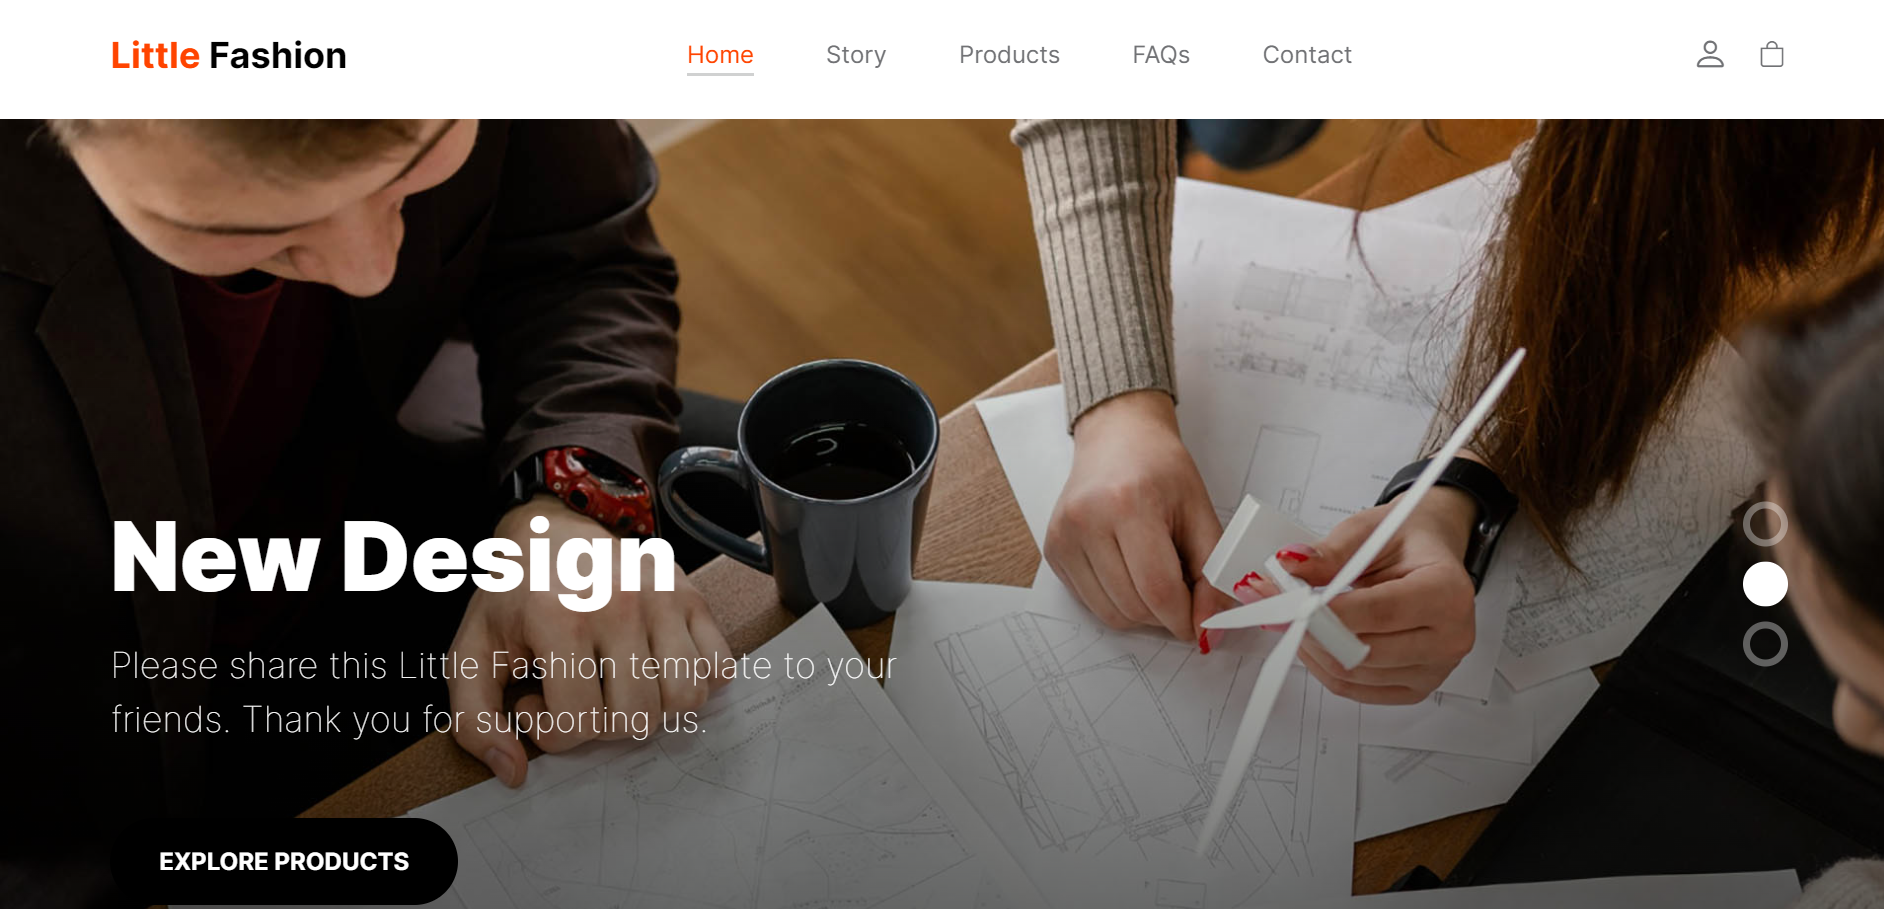 Little Fashion
Home
Story
Products
FAQs
Contact
New Design
Please share this Little Fashion template to your
friends. Thank you for supporting us.
EXPLORE PRODUCTS